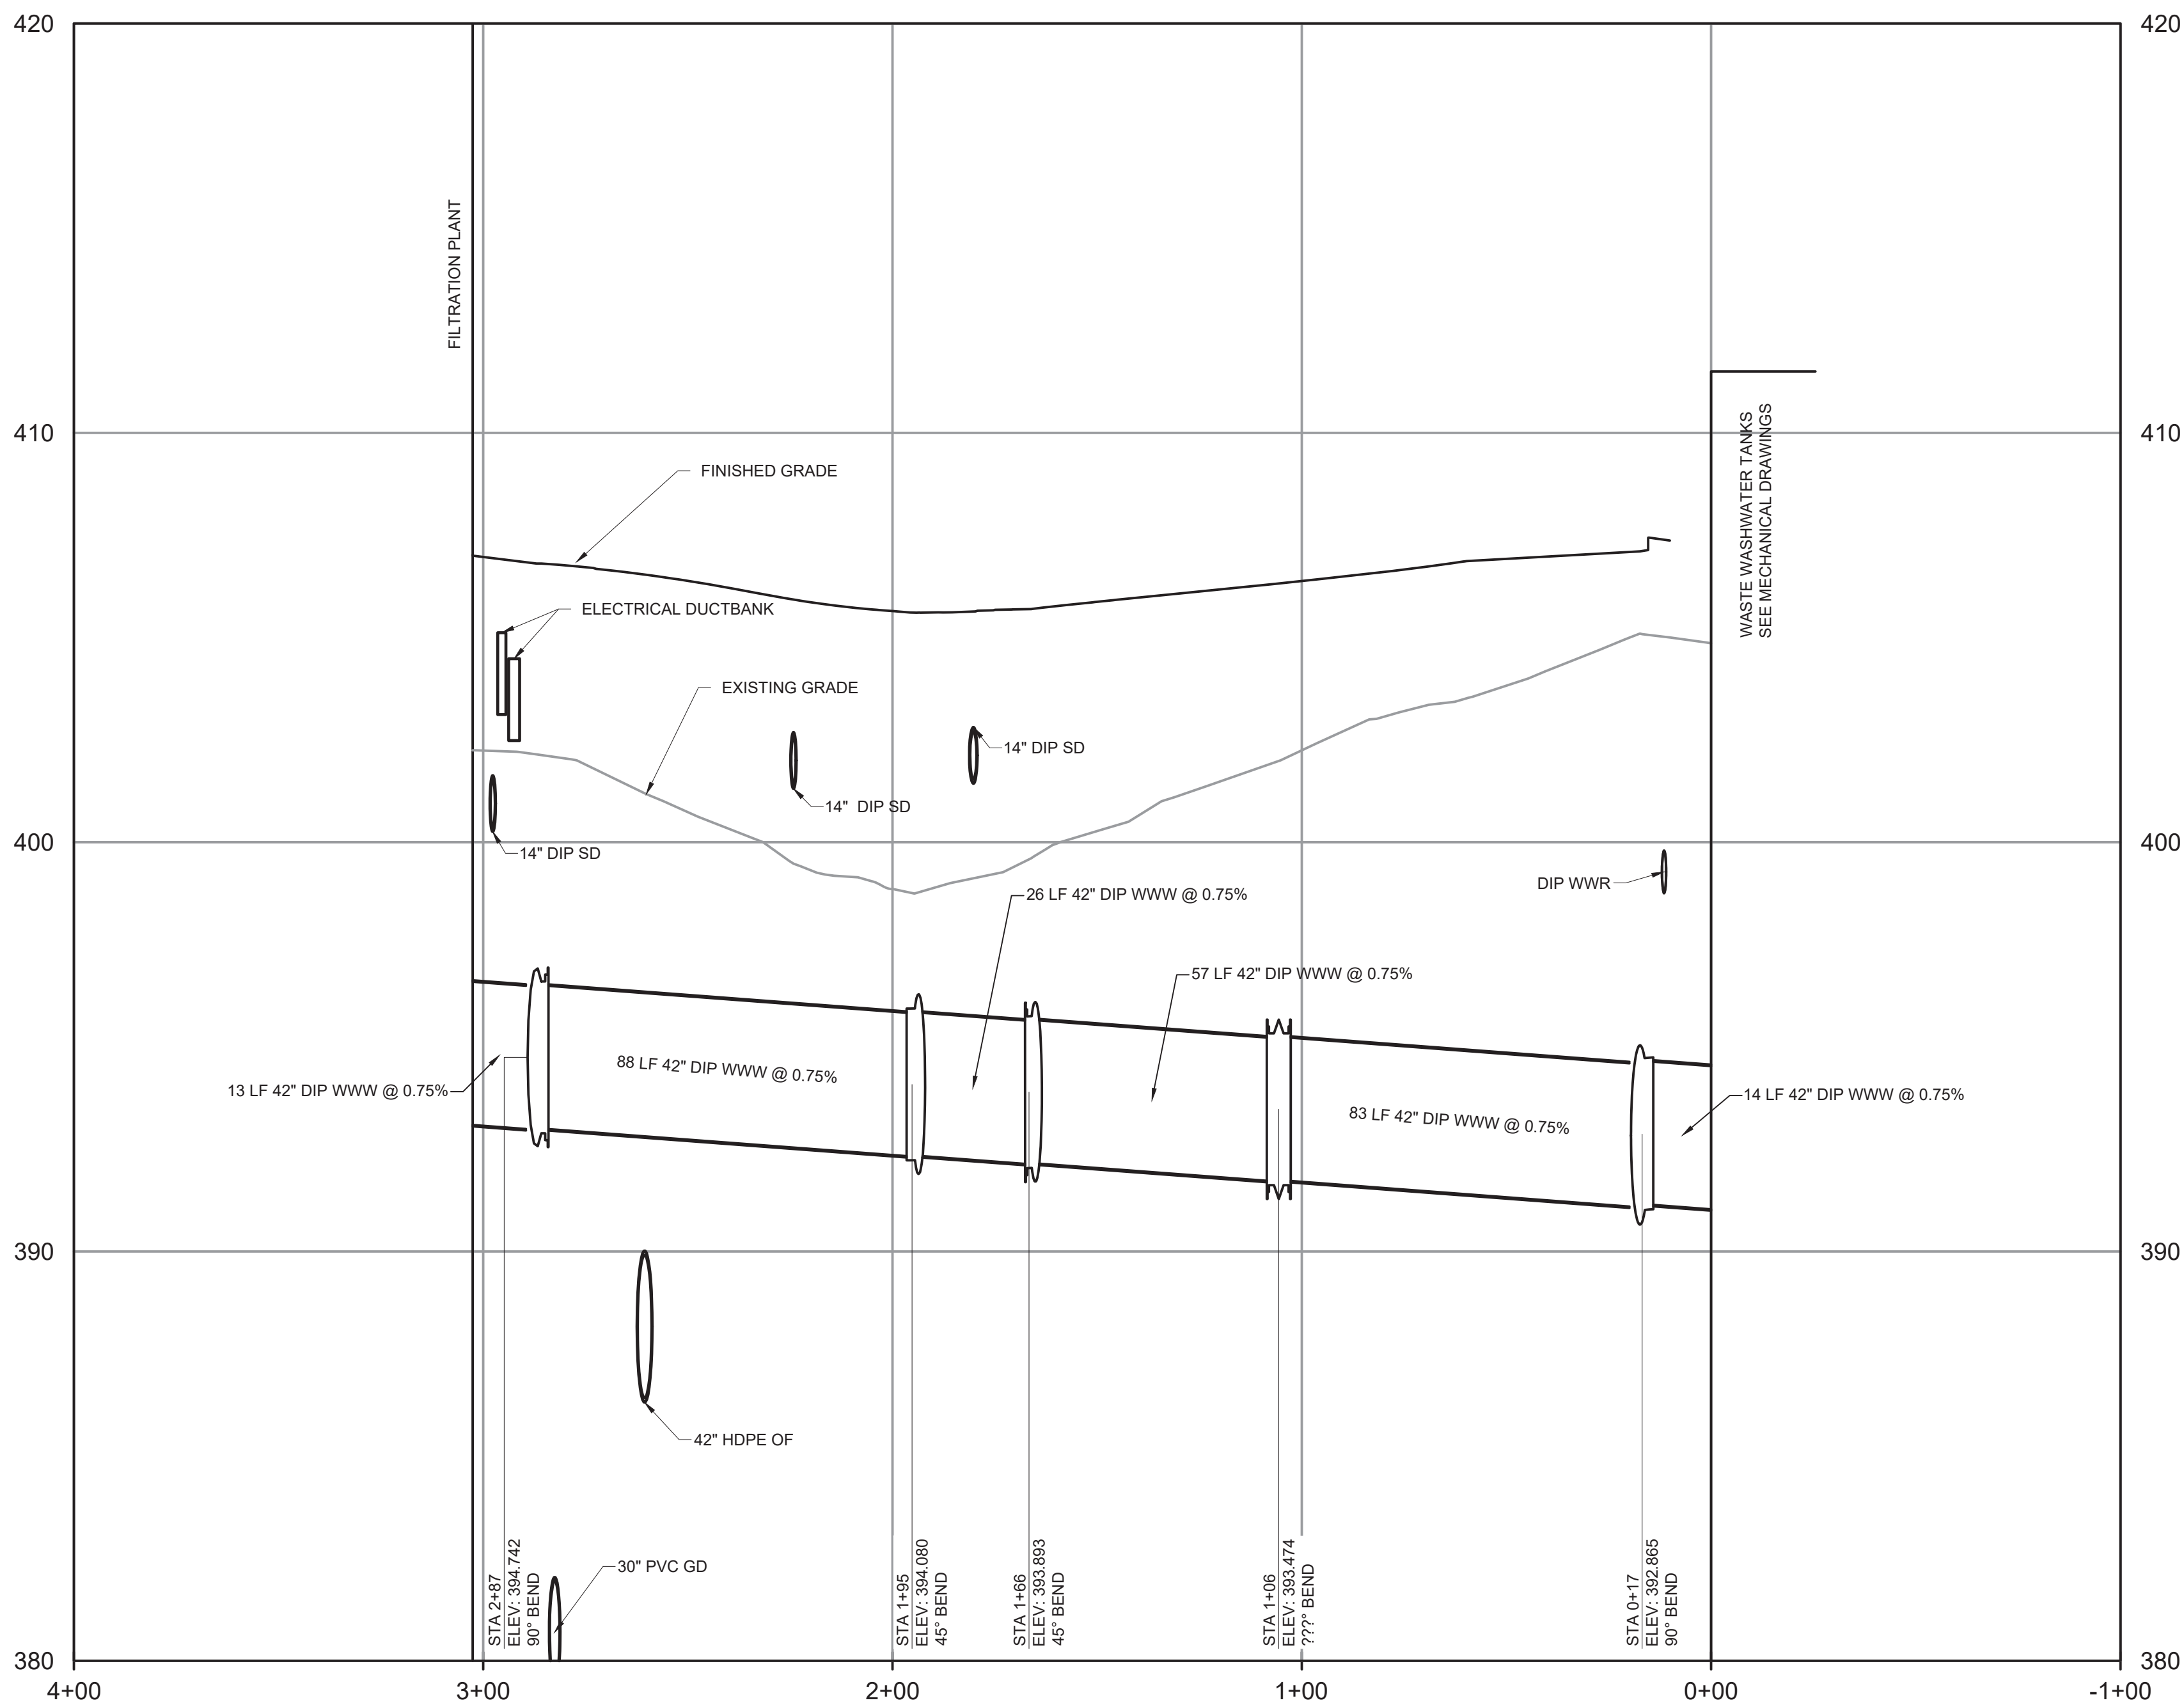 420
420
FILTRATION PLANT
410
410
WASTE WASHWATER TANKS
SEE MECHANICAL DRAWINGS
FINISHED GRADE
ELECTRICAL DUCTBANK
EXISTING GRADE
14" DIP SD
14"  DIP SD
400
400
14" DIP SD
DIP WWR
26 LF 42" DIP WWW @ 0.75%
57 LF 42" DIP WWW @ 0.75%
88 LF 42" DIP WWW @ 0.75%
13 LF 42" DIP WWW @ 0.75%
14 LF 42" DIP WWW @ 0.75%
83 LF 42" DIP WWW @ 0.75%
390
390
42" HDPE OF
30" PVC GD
STA 2+87
ELEV: 394.742
90° BEND
STA 1+95
ELEV: 394.080
45° BEND
STA 1+66
ELEV: 393.893
45° BEND
STA 1+06
ELEV: 393.474
???° BEND
STA 0+17
ELEV: 392.865
90° BEND
380
380
4+00
3+00
2+00
1+00
0+00
-1+00